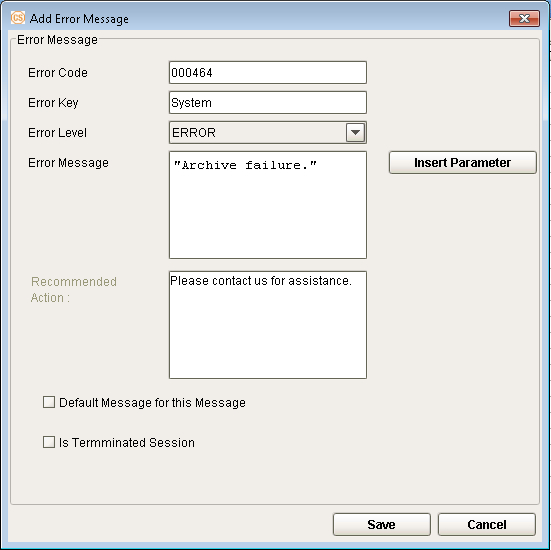 CS Add Error Message
Error Message
Error Code 000464
Error Key System
Error Level ERROR
Error Message "Archive failure." Insert Parameter
Recommended Please contact us for assistance.
Action :
Default Message for this Message
Is Termminated Session
Save Cancel